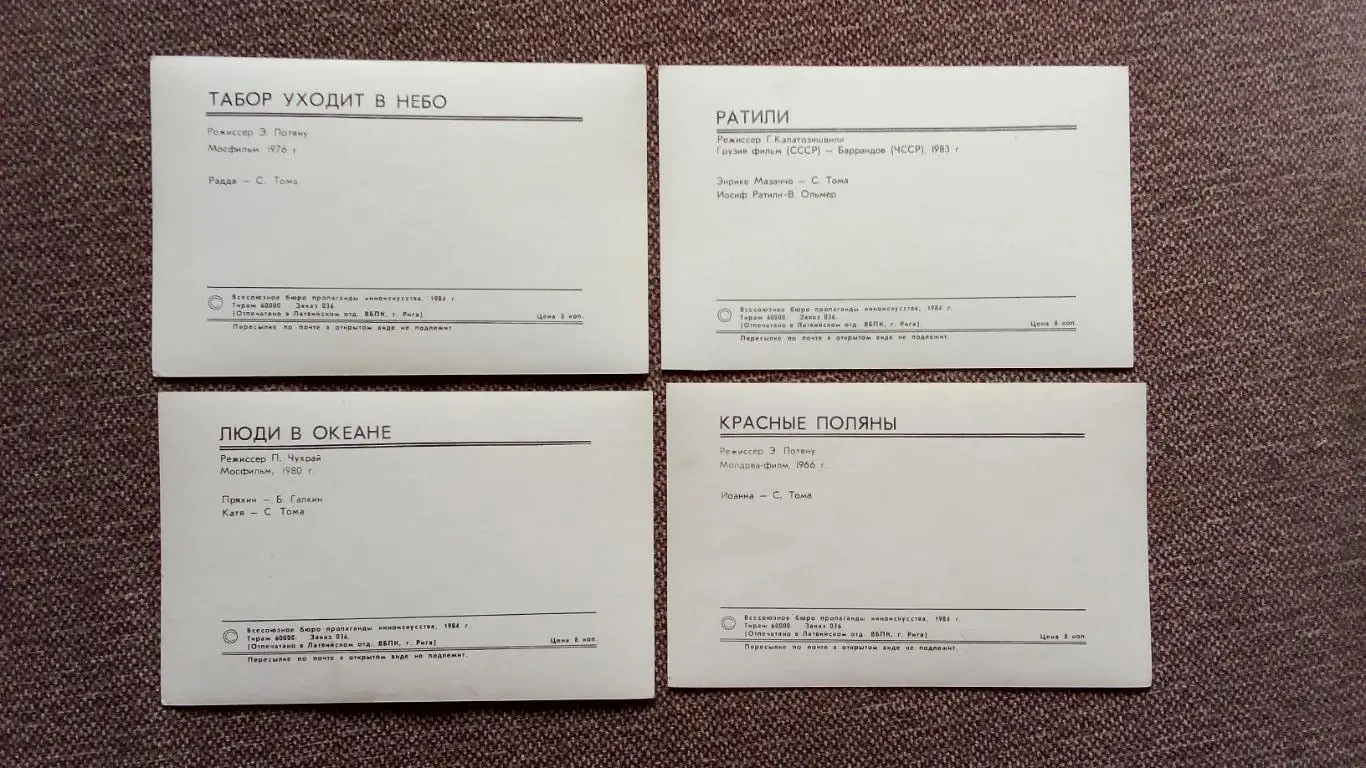 ТАБОР УХОДИТ В НЕБО
Режиссер Э. Потяну
Мосфильм 1976 г.
Радда — С. Тома
© Всесоюзное бюро пропаганды киноискусства, 1984 г.
Тираж 60000 Заказ 036
(Отпечатано в Латвийском отд. ВБПК, г. Рига) Цена 8 коп.
Пересылке по почте в открытом виде не подлежит
РАТИЛИ
Режиссер Г. Калатозишвили
Грузия фильм (СССР) — Баррандов (ЧССР), 1983 г
Энрике Мазаччо — С. Тома
Иосиф Ратили-В. Ольмер
© Всесоюзное бюро пропаганды киноискусства, 1984 г.
Тираж 60000. Заказ 036.
(Отпечатано в Латвийском отд. ВБПК, г. Рига). Цена 8 коп.
Пересылке по почте в открытом виде не подлежит.
ЛЮДИ В ОКЕАНЕ
Режиссер П. Чухрай
Мосфильм, 1980 г.
Пряхин — Б. Галкин
Катя — С. Тома
© Всесоюзное бюро пропаганды киноискусства, 1984 г.
Тираж 60000. Заказ 036.
(Отпечатано в Латвийском отд. ВБПК, г. Рига) Цена 8 коп.
Пересылке по почте в открытом виде не подлежит.
КРАСНЫЕ ПОЛЯНЫ
Режиссер Э. Потяну
Молдова-филм, 1966 г.
Иоанна — С. Тома
© Всесоюзное бюро пропаганды киноискусства, 1984 г.
Тираж 60000. Заказ 036
(Отпечатано в Латвийском отд. ВБПК, г. Рига) Цена 8 коп
Пересылке по почте в открытом виде не подлежит.